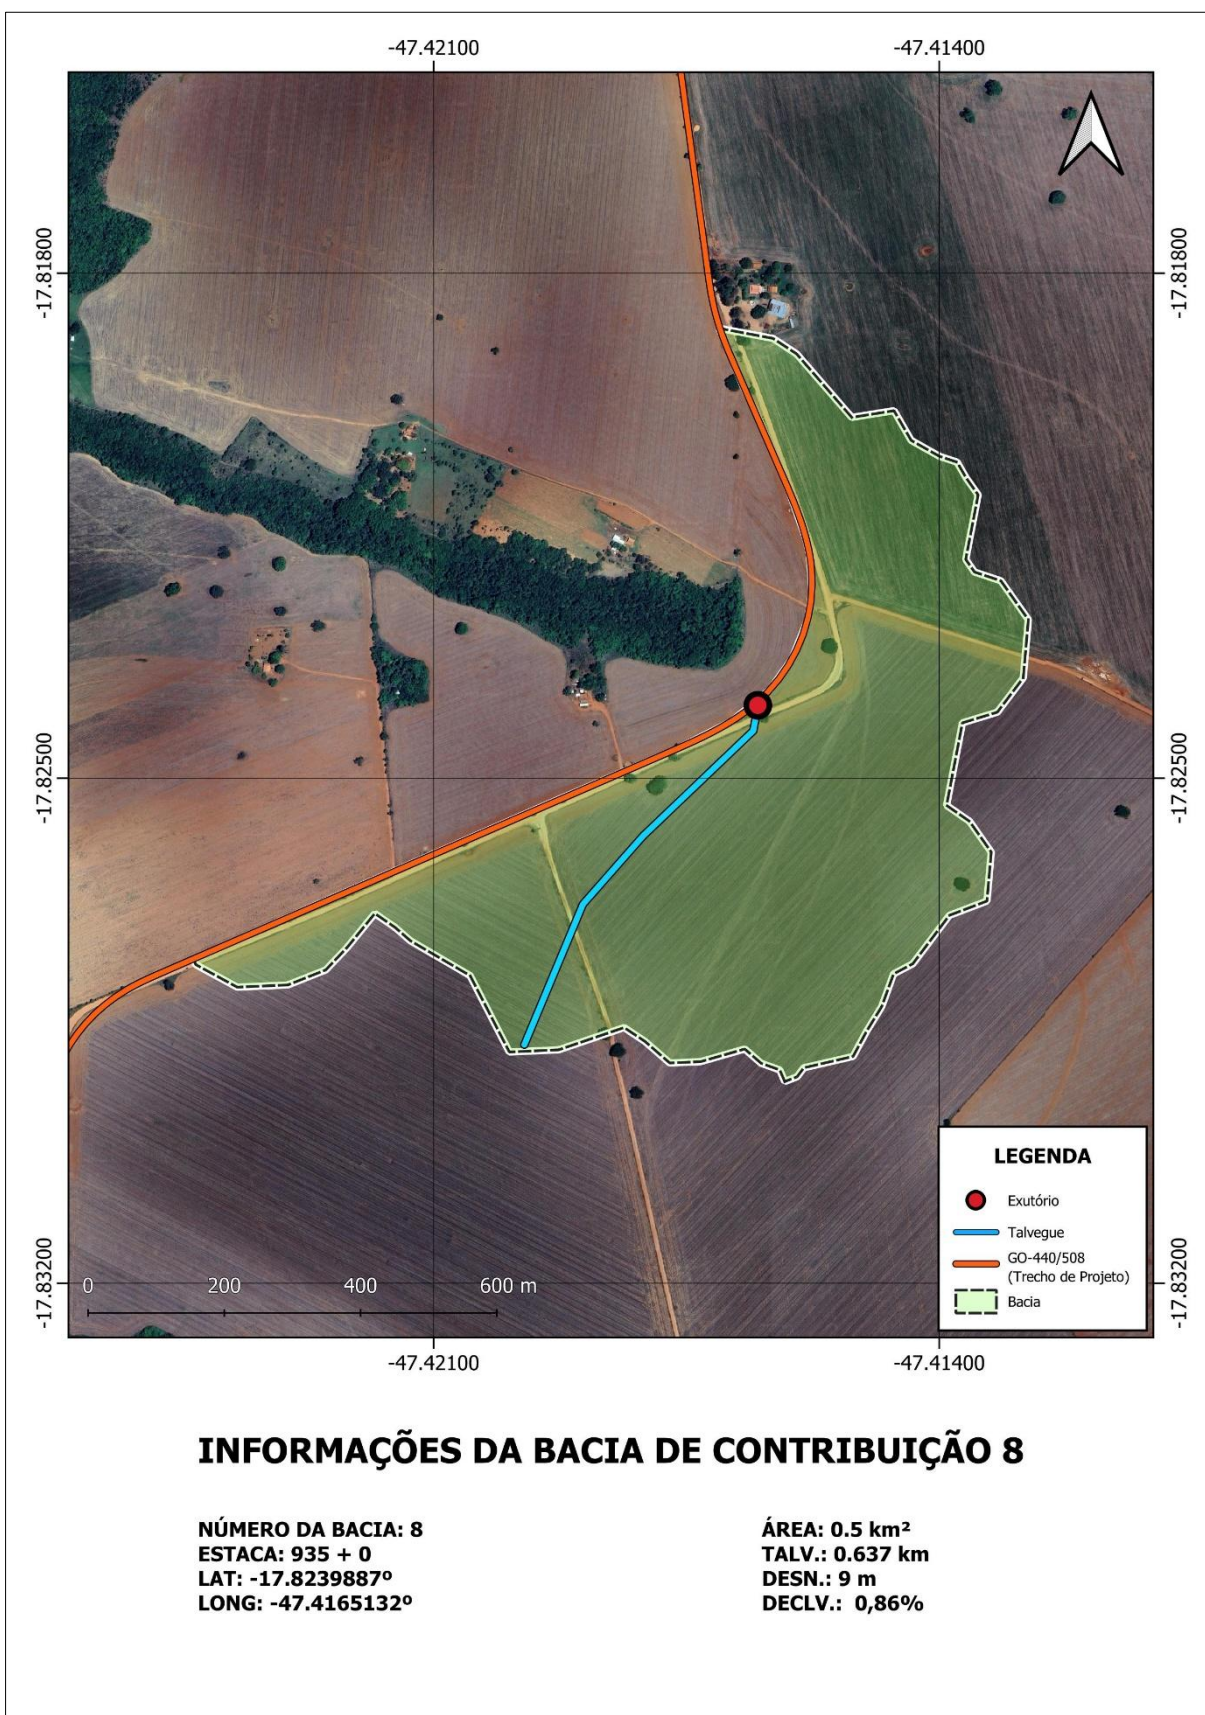 -47.42100
-47.41400
-17.81800
-17.81800
-17.82500
-17.82500
LEGENDA
Exutório
Talvegue
GO-440/508
(Trecho de Projeto)
Bacia
-17.83200
-17.83200
0 200 400 600 m
-47.42100
-47.41400
INFORMAÇÕES DA BACIA DE CONTRIBUIÇÃO 8
NÚMERO DA BACIA: 8
ESTACA: 935 + 0
LAT: -17.8239887º
LONG: -47.4165132º
ÁREA: 0.5 km²
TALV.: 0.637 km
DESN.: 9 m
DECLV.: 0,86%